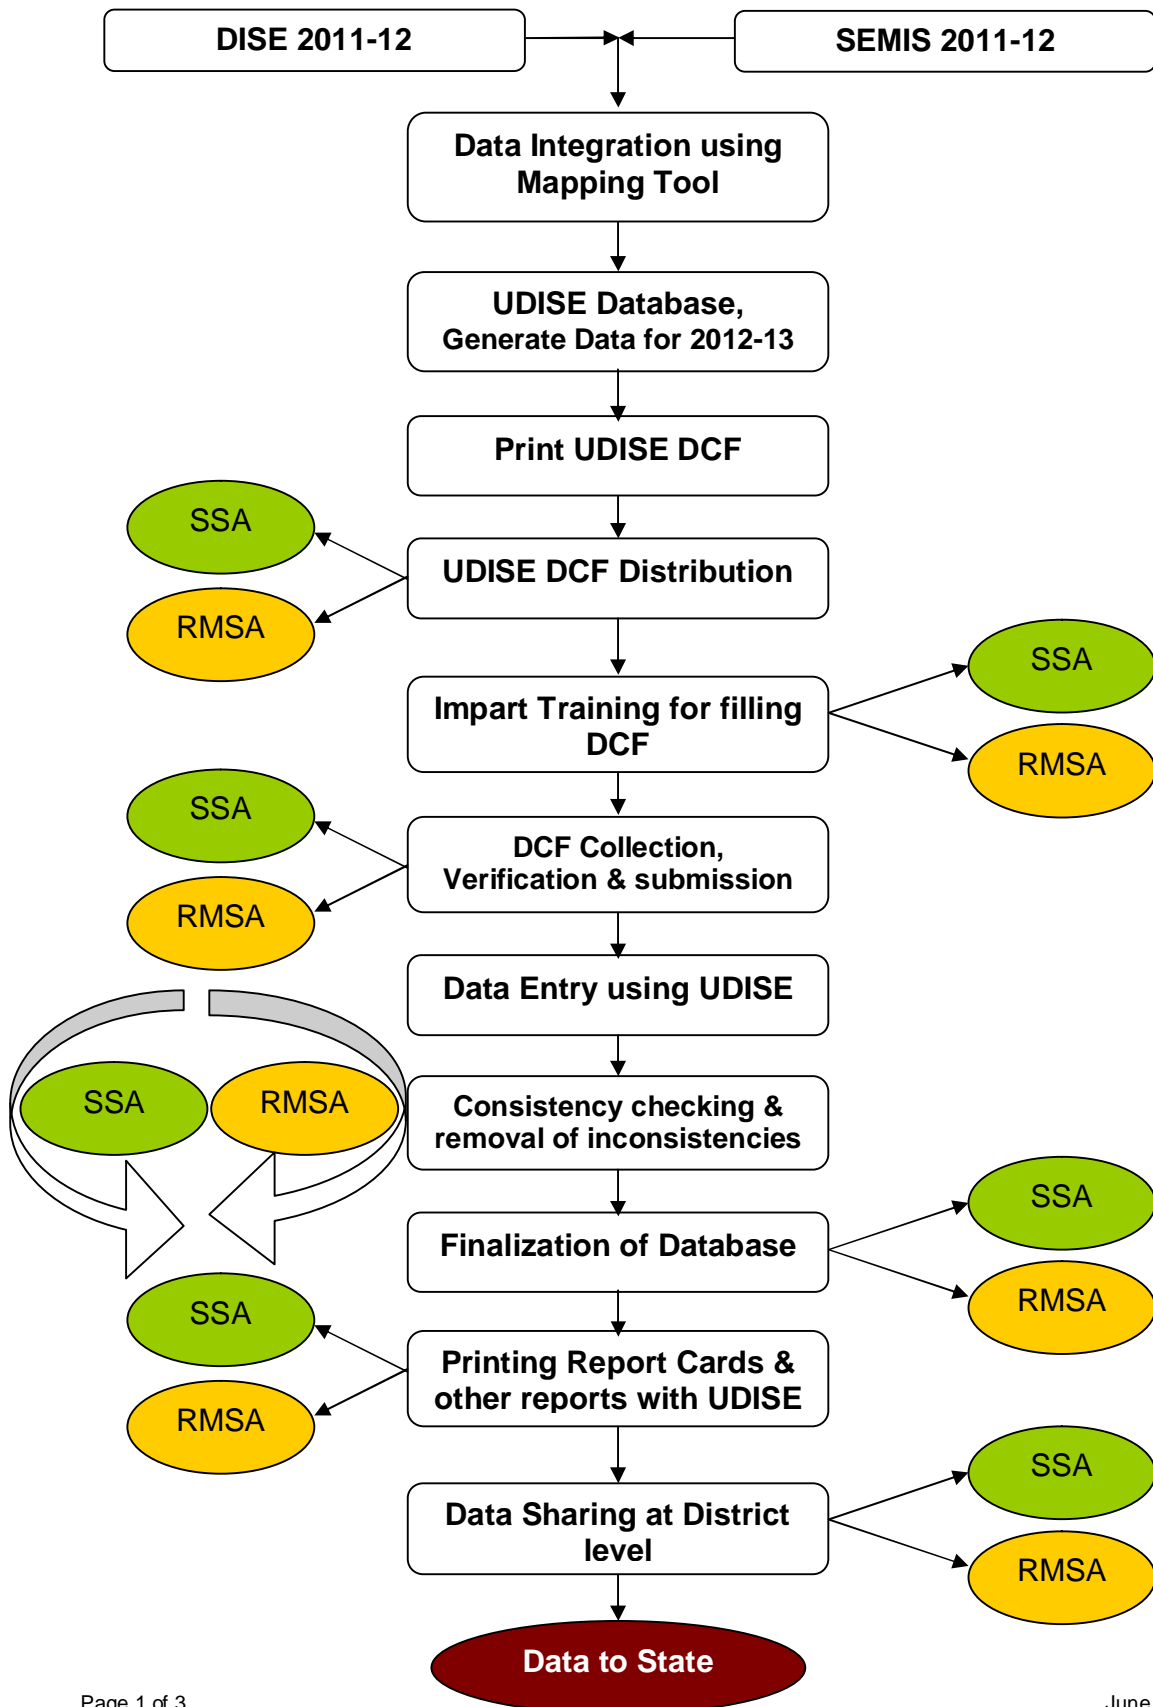 DISE 2011-12
SEMIS 2011-12
Data Integration using
Mapping Tool
UDISE Database,
Generate Data for 2012-13
Print UDISE DCF
SSA
UDISE DCF Distribution
RMSA
SSA
Impart Training for filling
DCF
RMSA
SSA
DCF Collection,
Verification & submission
RMSA
Data Entry using UDISE
SSA
RMSA
Consistency checking &
removal of inconsistencies
SSA
Finalization of Database
RMSA
SSA
Printing Report Cards &
other reports with UDISE
RMSA
SSA
Data Sharing at District
level
RMSA
Data to State
Page 1 of 3
June